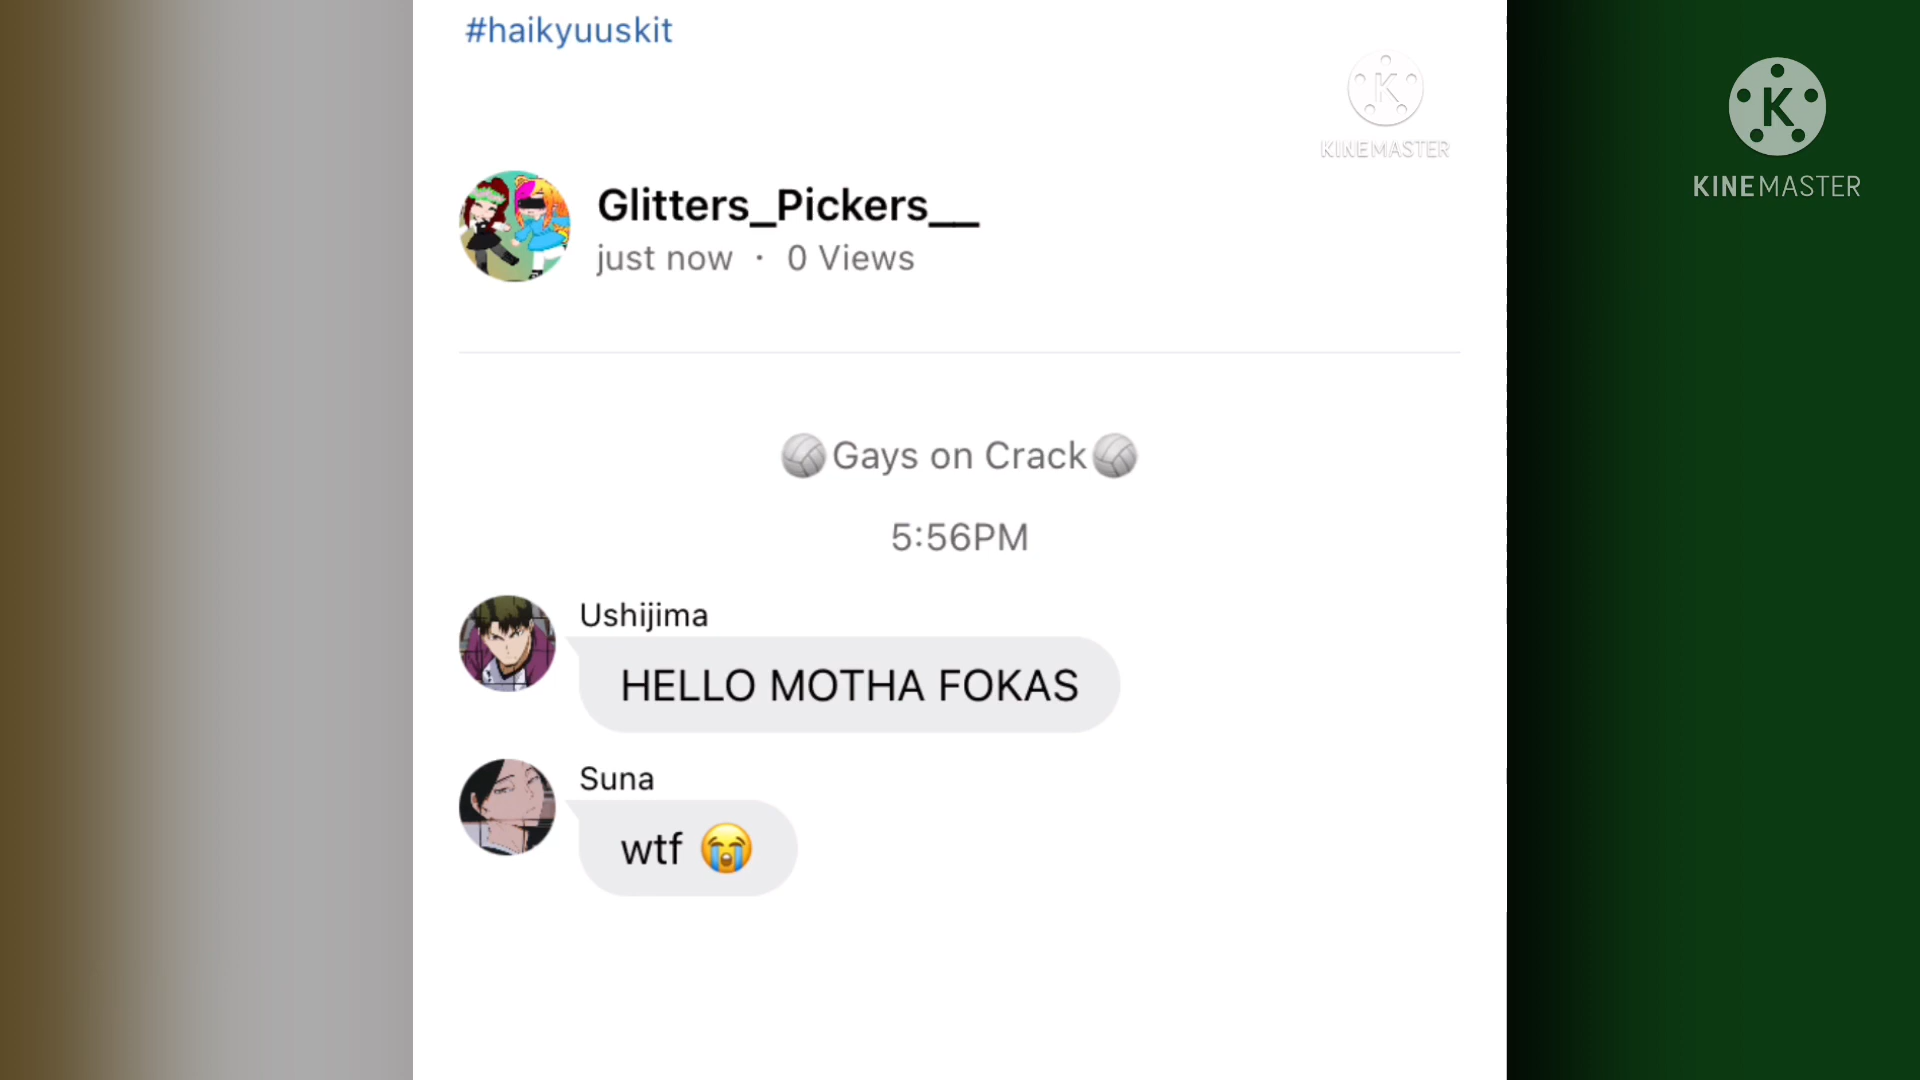 #haikyuuskit
KINEMASTER
KINEMASTER
Glitters_Pickers__
just now · 0 Views
🏐Gays on Crack🏐
5:56PM
Ushijima
HELLO MOTHA FOKAS
Suna
wtf 😭